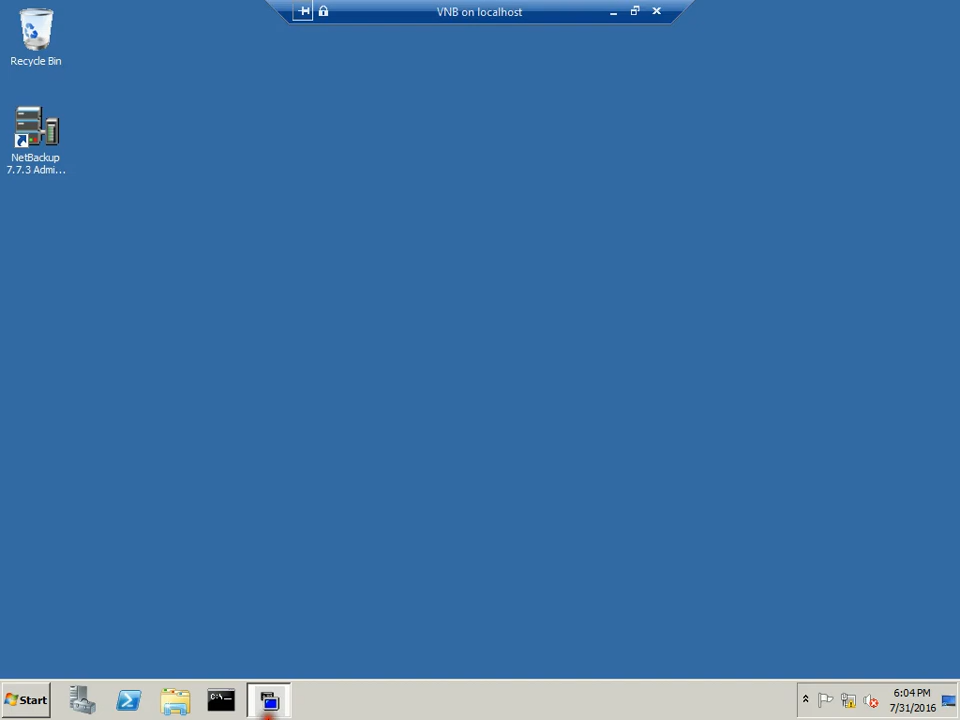 VNB on localhost
Recycle Bin
NetBackup
7.7.3 Admi...
Start
C:\_
6:04 PM
7/31/2016